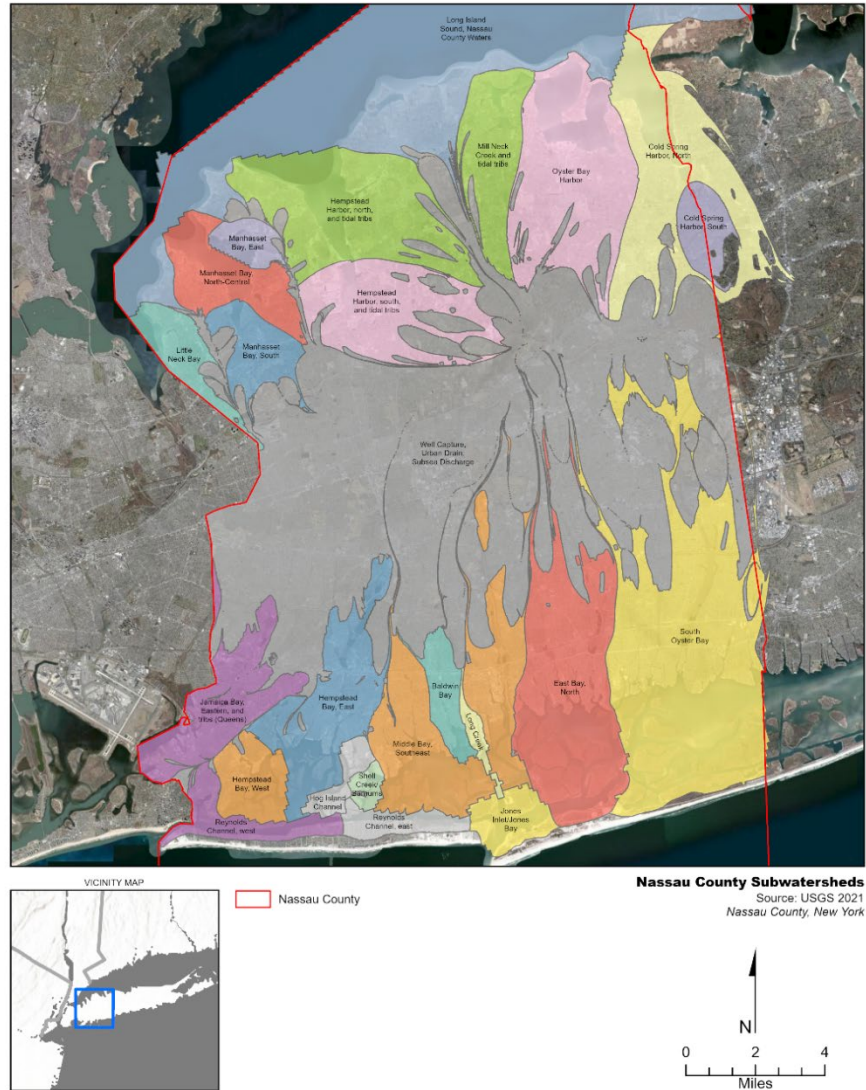 Long Island
Sound, Nassau
County Waters
Mill Neck
Creek and
tidal tribs
Oyster Bay
Harbor
Cold Spring
Harbor, North
Hempstead
Harbor, north,
and tidal tribs
Cold Spring
Harbor, South
Manhasset
Bay, East
Manhasset Bay,
North-Central
Hempstead
Harbor, south,
and tidal tribs
Little
Neck Bay
Manhasset
Bay, South
Well Capture,
Urban Drain,
Subsea Discharge
South
Oyster Bay
Jamaica Bay,
Eastern, and
tribs (Queens)
Hempstead
Bay, East
Baldwin
Bay
East Bay,
North
Long Creek
Middle Bay,
Southeast
Hempstead
Bay, West
Shell
Creek/
Barnums
Hog Island
Channel
Jones
Inlet/Jones
Bay
Reynolds
Channel, west
Reynolds
Channel, east
VICINITY MAP
Nassau County
Nassau County Subwatersheds
Source: USGS 2021
Nassau County, New York
N
0 2 4
Miles